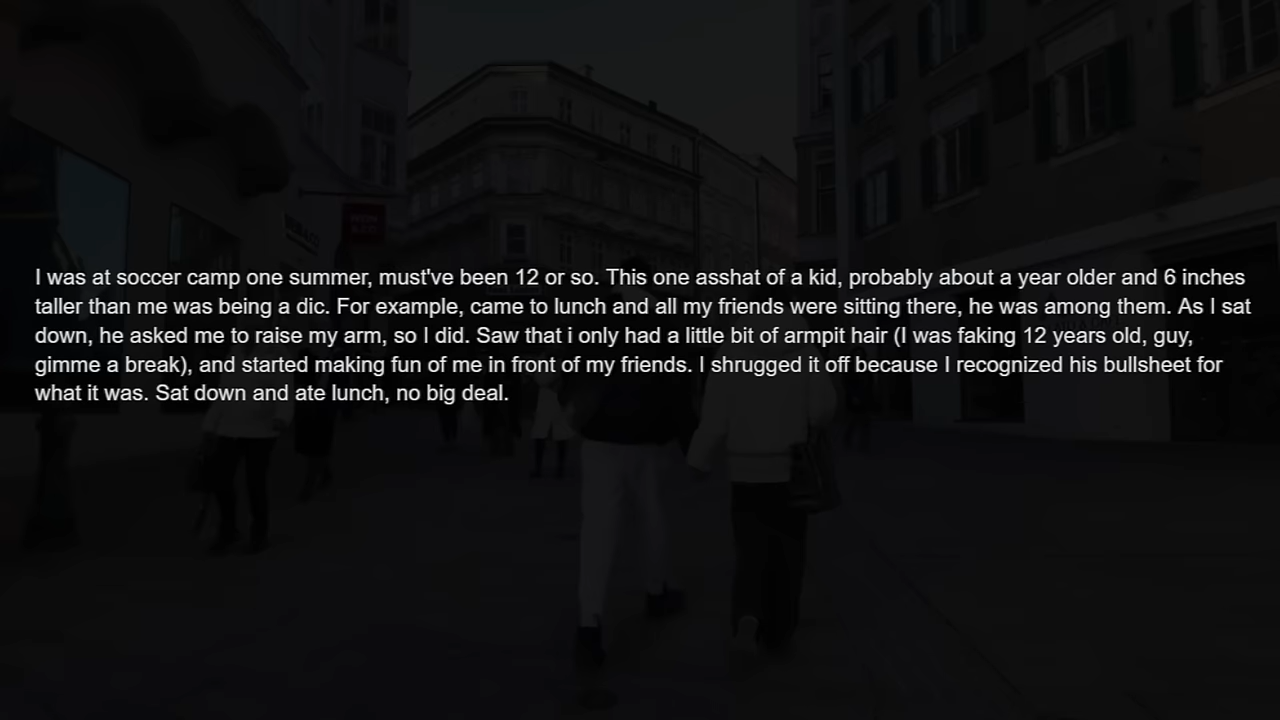 I was at soccer camp one summer, must've been 12 or so. This one asshat of a kid, probably about a year older and 6 inches
taller than me was being a dic. For example, came to lunch and all my friends were sitting there, he was among them. As I sat
down, he asked me to raise my arm, so I did. Saw that i only had a little bit of armpit hair (I was faking 12 years old, guy,
gimme a break), and started making fun of me in front of my friends. I shrugged it off because I recognized his bullsheet for
what it was. Sat down and ate lunch, no big deal.